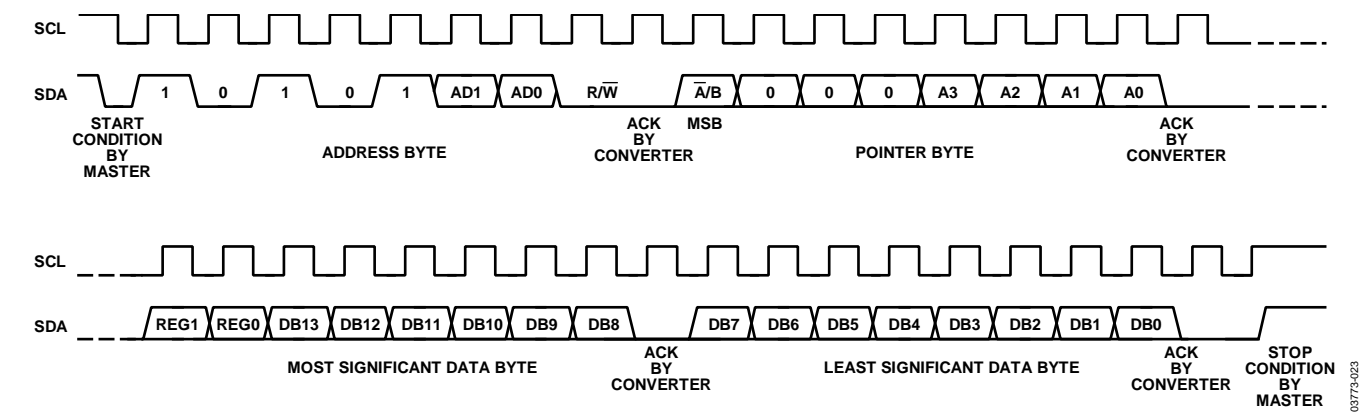 SCL
SDA
1 0 1 0 1 AD1 AD0 R/W̅ A̅/B 0 0 0 A3 A2 A1 A0
START
CONDITION
BY
MASTER
ADDRESS BYTE
ACK
BY
CONVERTER
MSB
POINTER BYTE
ACK
BY
CONVERTER
SCL
SDA
REG1 REG0 DB13 DB12 DB11 DB10 DB9 DB8 DB7 DB6 DB5 DB4 DB3 DB2 DB1 DB0
MOST SIGNIFICANT DATA BYTE
ACK
BY
CONVERTER
LEAST SIGNIFICANT DATA BYTE
ACK
BY
CONVERTER
STOP
CONDITION
BY
MASTER
03773-023